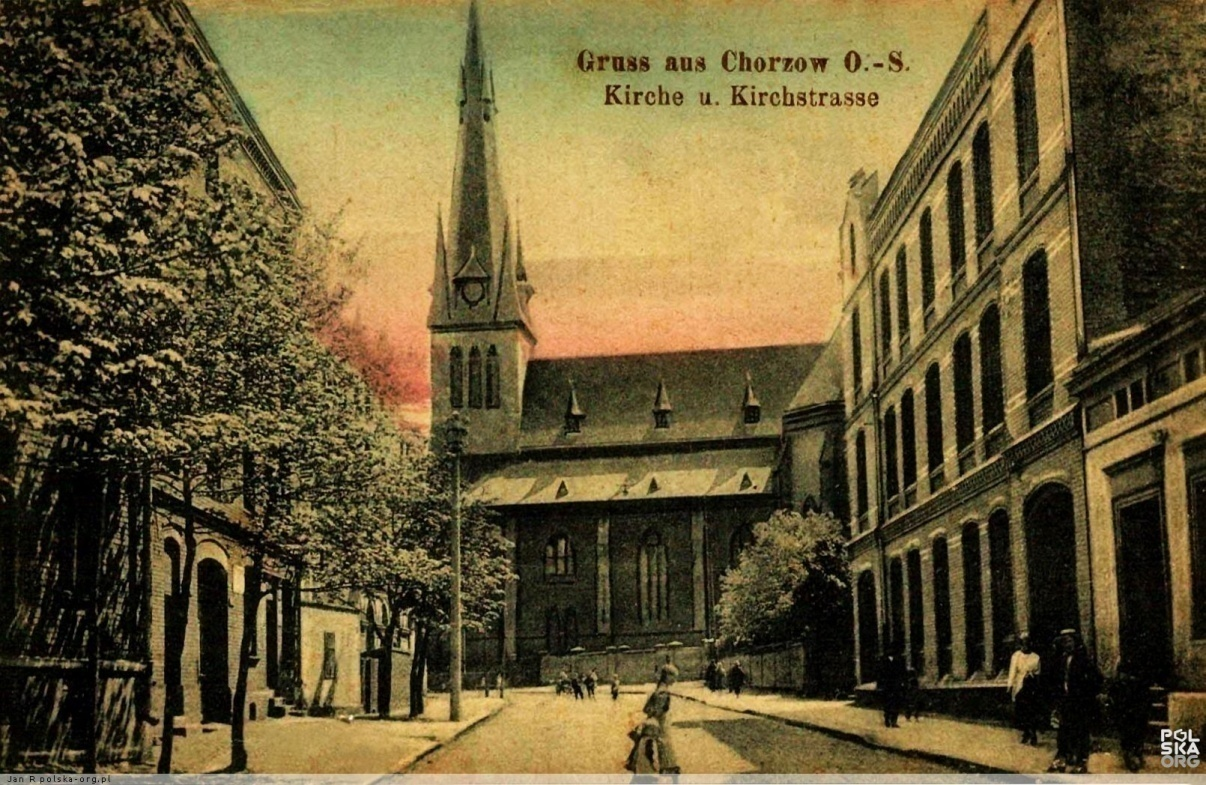 Gruss aus Chorzow O.-S.
Kirche u. Kirchstrasse
POL
SKA
ORG
Jan R polska-org.pl